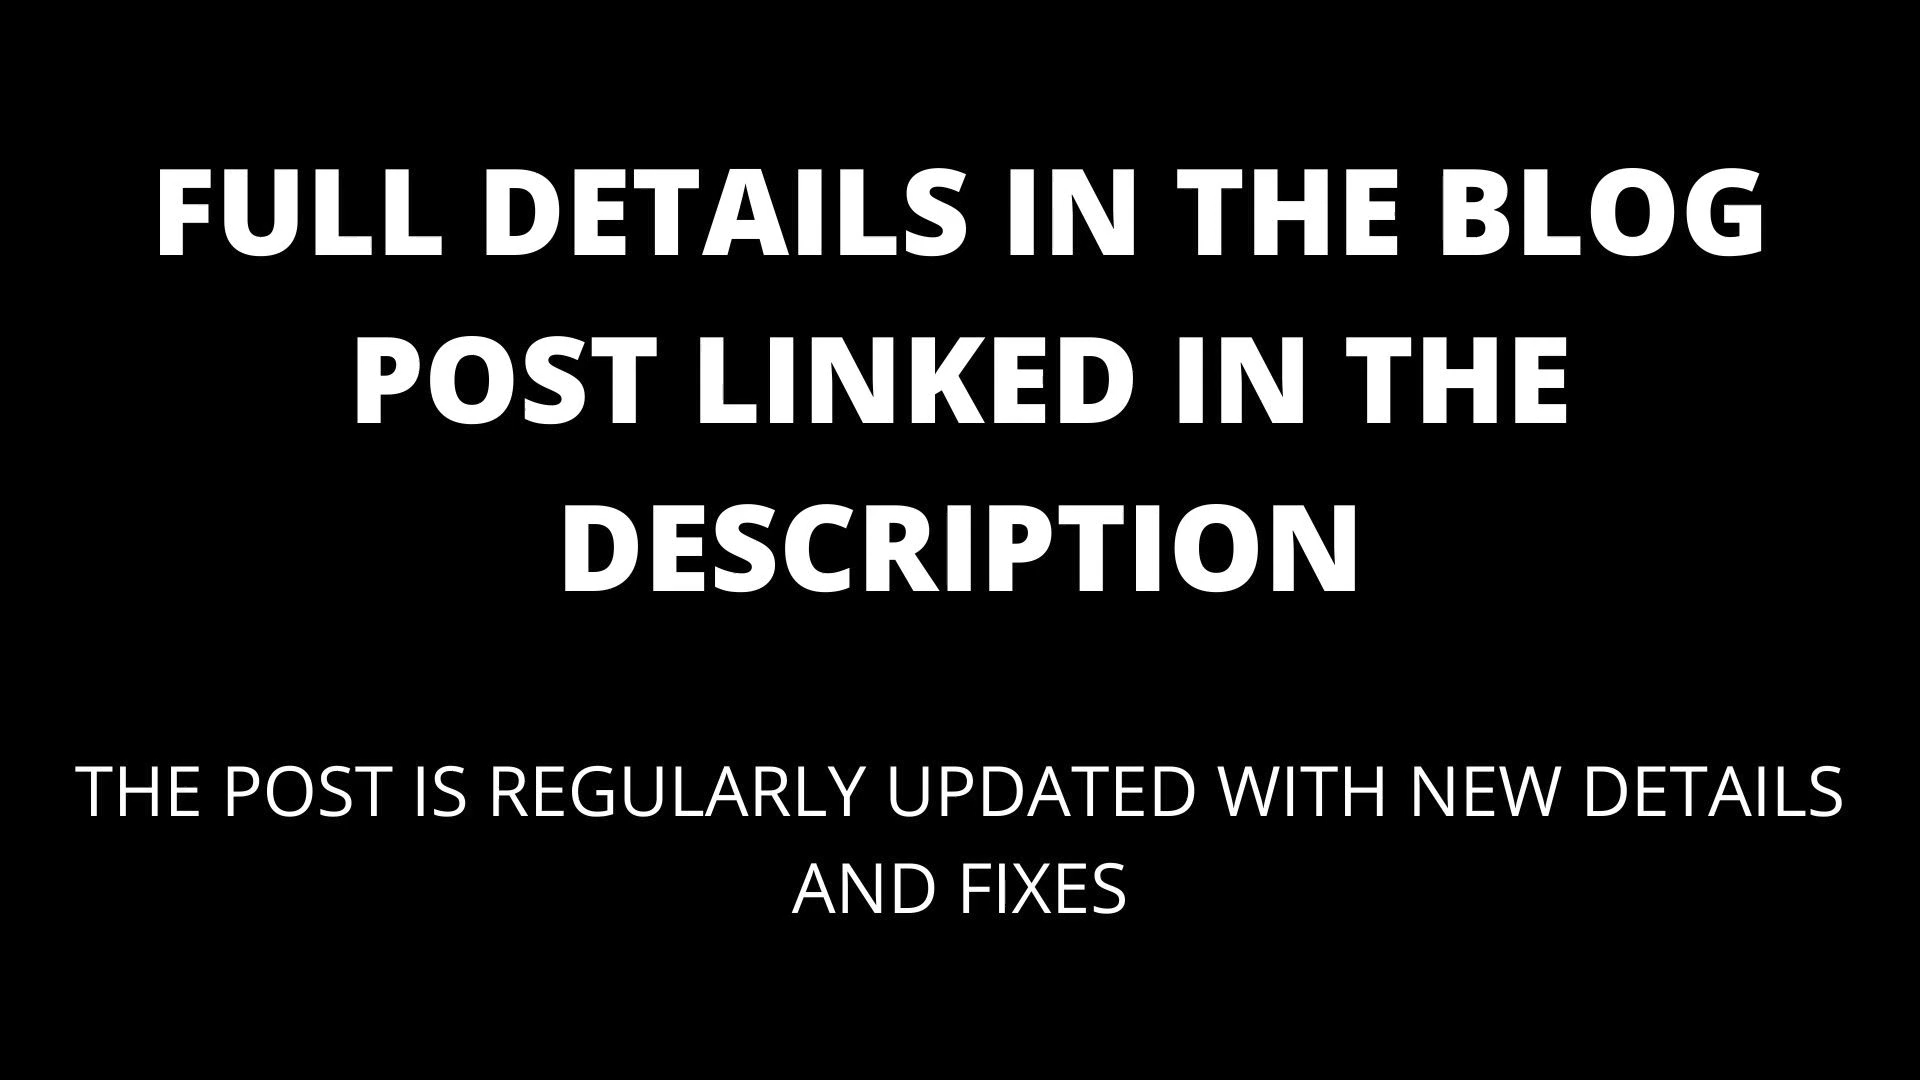 FULL DETAILS IN THE BLOG
POST LINKED IN THE
DESCRIPTION
THE POST IS REGULARLY UPDATED WITH NEW DETAILS
AND FIXES